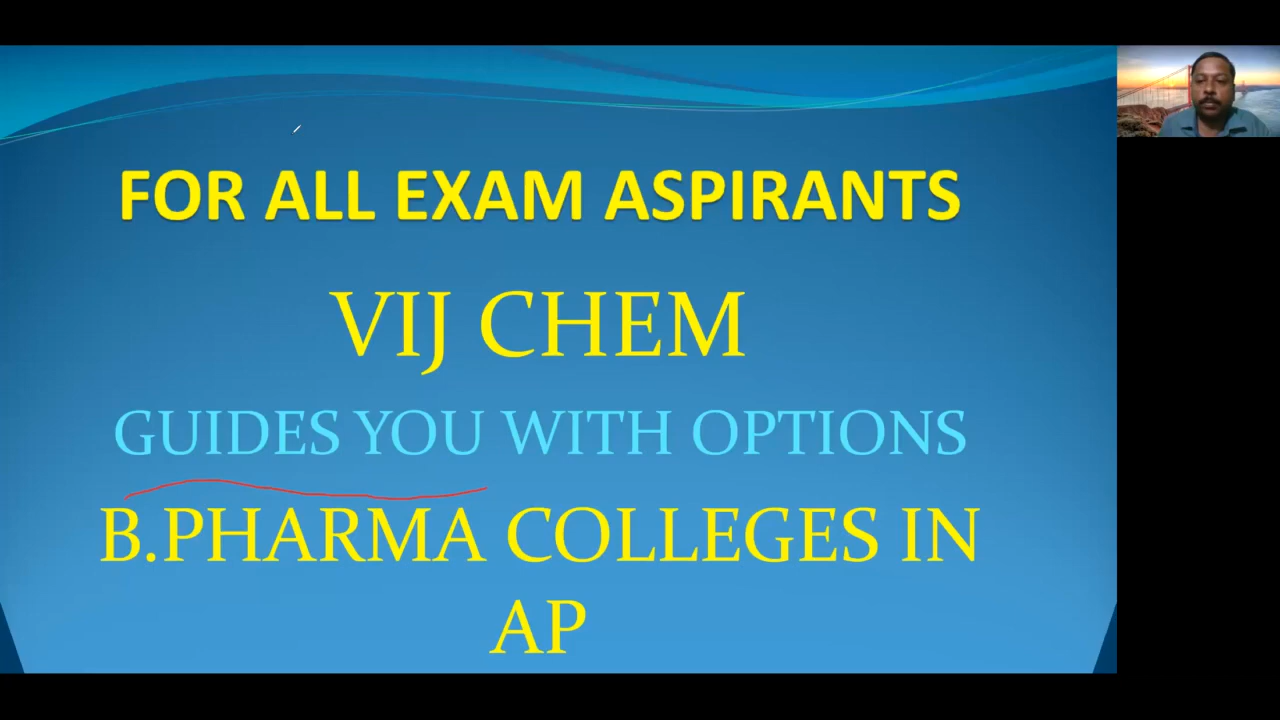 FOR ALL EXAM ASPIRANTS
VIJ CHEM
GUIDES YOU WITH OPTIONS
B.PHARMA COLLEGES IN
AP